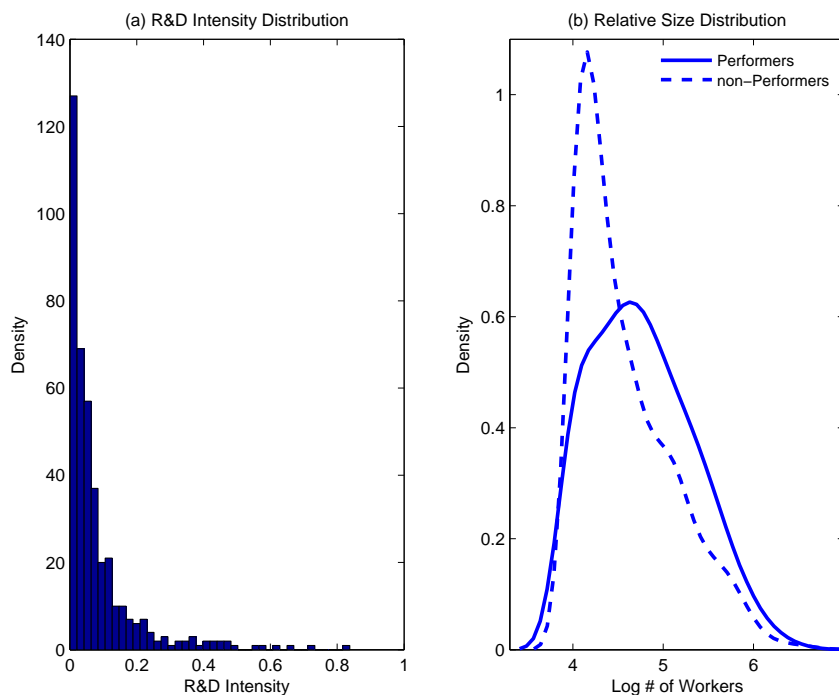 (a) R&D Intensity Distribution
140
120
100
80
60
40
20
0
Density
0 0.2 0.4 0.6 0.8 1
R&D Intensity
(b) Relative Size Distribution
Performers
non−Performers
1
0.8
0.6
0.4
0.2
0
Density
4 5 6
Log # of Workers